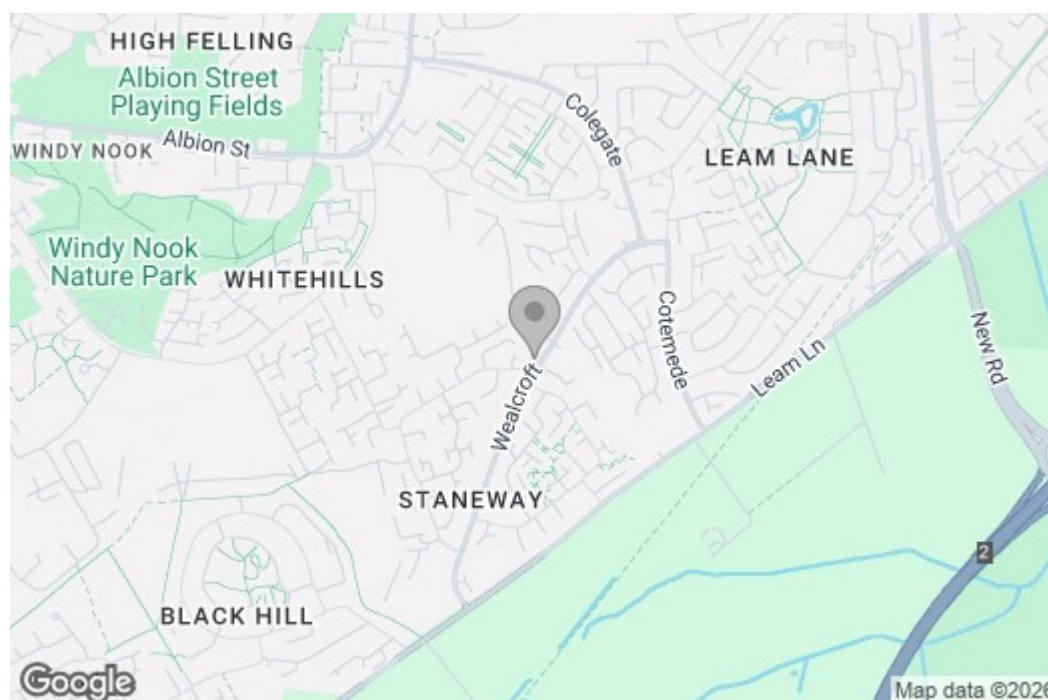 HIGH FELLING
Albion Street
Playing Fields
Colegate
Albion St
WINDY NOOK
LEAM LANE
Windy Nook
Nature Park
WHITEHILLS
Cotemede
New Rd
Leam Ln
Wealcroft
STANEWAY
2
BLACK HILL
Google
Map data ©2026